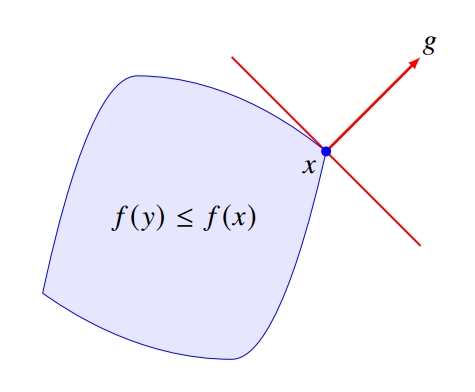 g
x
f(y) ≤ f(x)